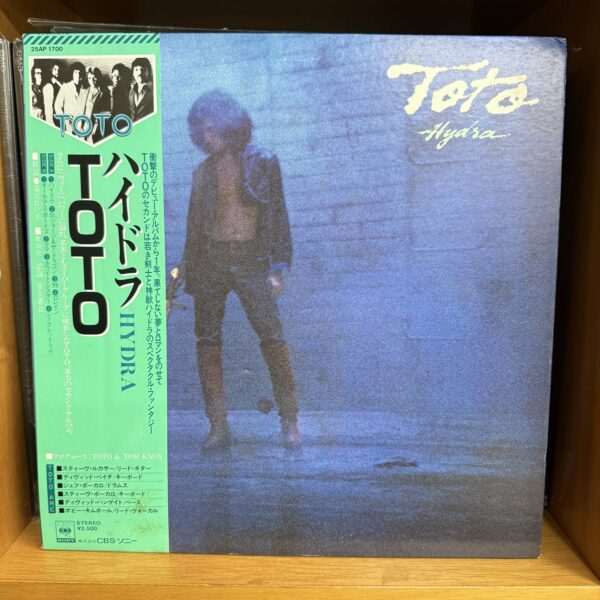 25AP 1700
TOTO
ハイドラ
TOTO
HYDRA
衝撃のデビュー・アルバムから1年。果てしない夢とロマンをのせて
TOTOのセカンドは若き剣士と神獣ハイドラのスペクタクル・ファンタジー
■プロデュース：TOTO & TOM KNOX
TOTO ARE
■スティーヴ・ルカサー/リード・ギター
■デイヴィッド・ペイチ/キーボード
■ジェフ・ポーカロ/ドラムス
■スティーヴ・ポーカロ/キーボード
■デイヴィッド・ハンゲイト/ベース
■ボビー・キムボール/リード・ヴォーカル
STEREO
¥2,500
CBS
SONY
株式会社CBS・ソニー
Toto
Hydra